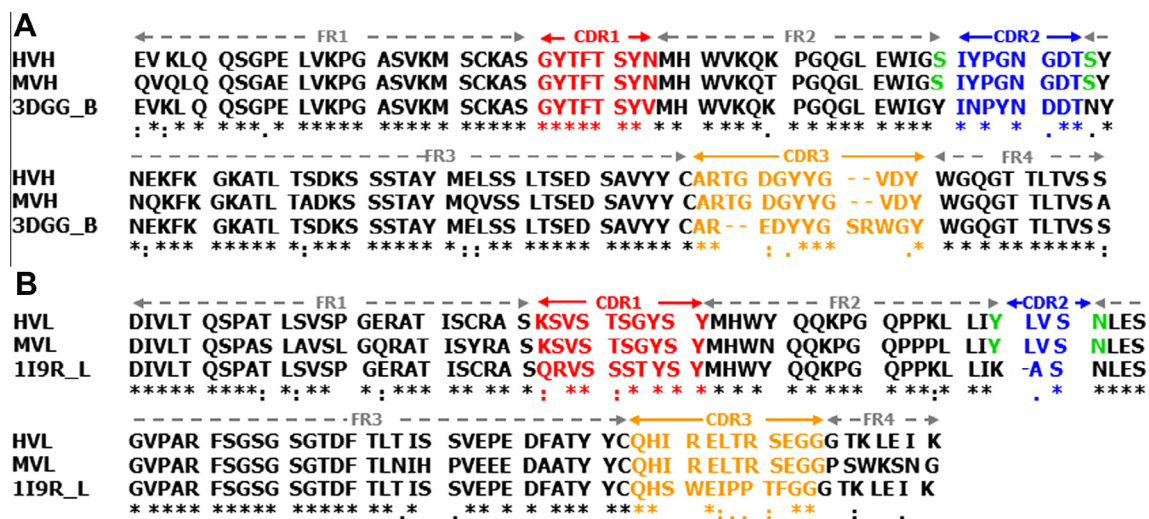 A
FR1 CDR1 FR2 CDR2
HVH EVKLQ QSGPE LVKPG ASVKM SCKAS GYTFT SYNMH WVKQK PGQGL EWIGS IYPGN GDTSY
MVH QVQLQ QSGAE LVKPG ASVKM SCKAS GYTFT SYNMH WVKQT PGQGL EWIGS IYPGN GDTSY
3DGG_B EVKLQ QSGPE LVKPG ASVKM SCKAS GYTFT SYVMH WVKQK PGQGL EWIGY INPYN DDTNY
:*:** ***.* ***** ***** ***** ***** ** ** ****. ***** * * * .**.*
FR3 CDR3 FR4
HVH NEKFK GKATL TSDKS SSTAY MELSS LTSED SAVYY CARTG DGYYG --VDY WGQGT TLTVS S
MVH NQKFK GKATL TADKS SSTAY MQVSS LTSED SAVYY CARTG DGYYG --VDY WGQGT TLTVS A
3DGG_B NEKFK GKATL TSDKS SSTAY MELSS LTSED SAVYY CAR-- EDYYG SRWGY WGQGT TLTVS S
*:*** ***** *:*** ***** *::** ***** ***** *** : .*** .* ***** ***** :
B
FR1 CDR1 FR2 CDR2
HVL DIVLT QSPAT LSVSP GERAT ISCRA SKSVS TSGYS YMHWY QQKPG QPPKL LIY LV S NLES
MVL DIVLT QSPAS LAVSL GQRAT ISYRA SKSVS TSGYS YMHWN QQKPG QPPPL LIY LV S NLES
1I9R_L DIVLT QSPAT LSVSP GERAT ISCRA SQRVS SSTYS YMHWY QQKPG QPPKL LIK -A S NLES
***** ****: *:** *:*** ** ** *: ** :* ** **** ***** *** * ** . * ****
FR3 CDR3 FR4
HVL GVPAR FSGSG SGTDF TLTIS SVEPE DFATY YCQHI RELTR SEGGG TKLEI K
MVL GVPAR FSGSG SGTDF TLNIH PVEEE DAATY YCQHI RELTR SEGGP SWKSN G
1I9R_L GVPAR FSGSG SGTDF TLTIS SVEPE DFATY YCQHS WEIPP TFGGG TKLEI K
***** ***** ***** **.* .** * * *** **** *:.. : ** : .